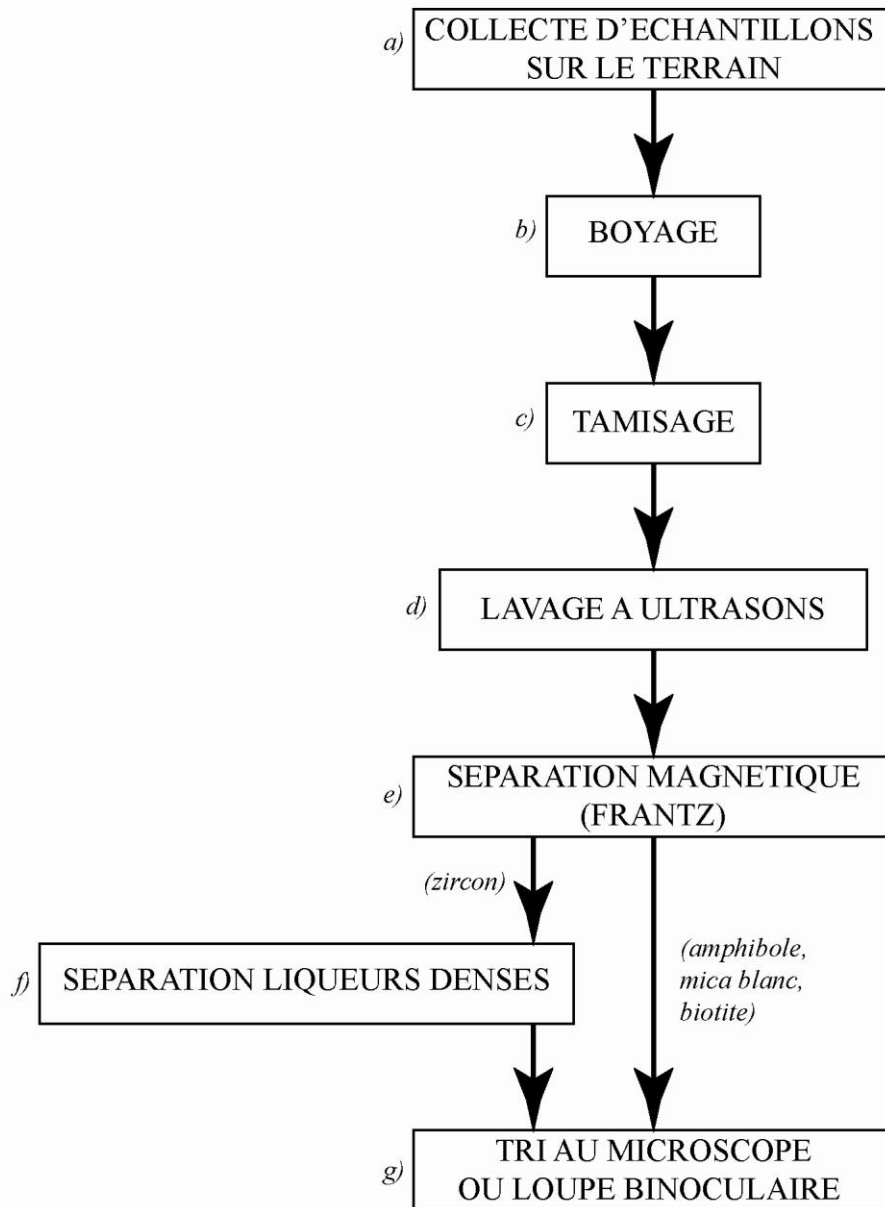 a)
COLLECTE D'ECHANTILLONS
SUR LE TERRAIN
b)
BOYAGE
c)
TAMISAGE
d)
LAVAGE A ULTRASONS
e)
SEPARATION MAGNETIQUE
(FRANTZ)
(zircon)
(amphibole,
mica blanc,
biotite)
f)
SEPARATION LIQUEURS DENSES
g)
TRI AU MICROSCOPE
OU LOUPE BINOCULAIRE